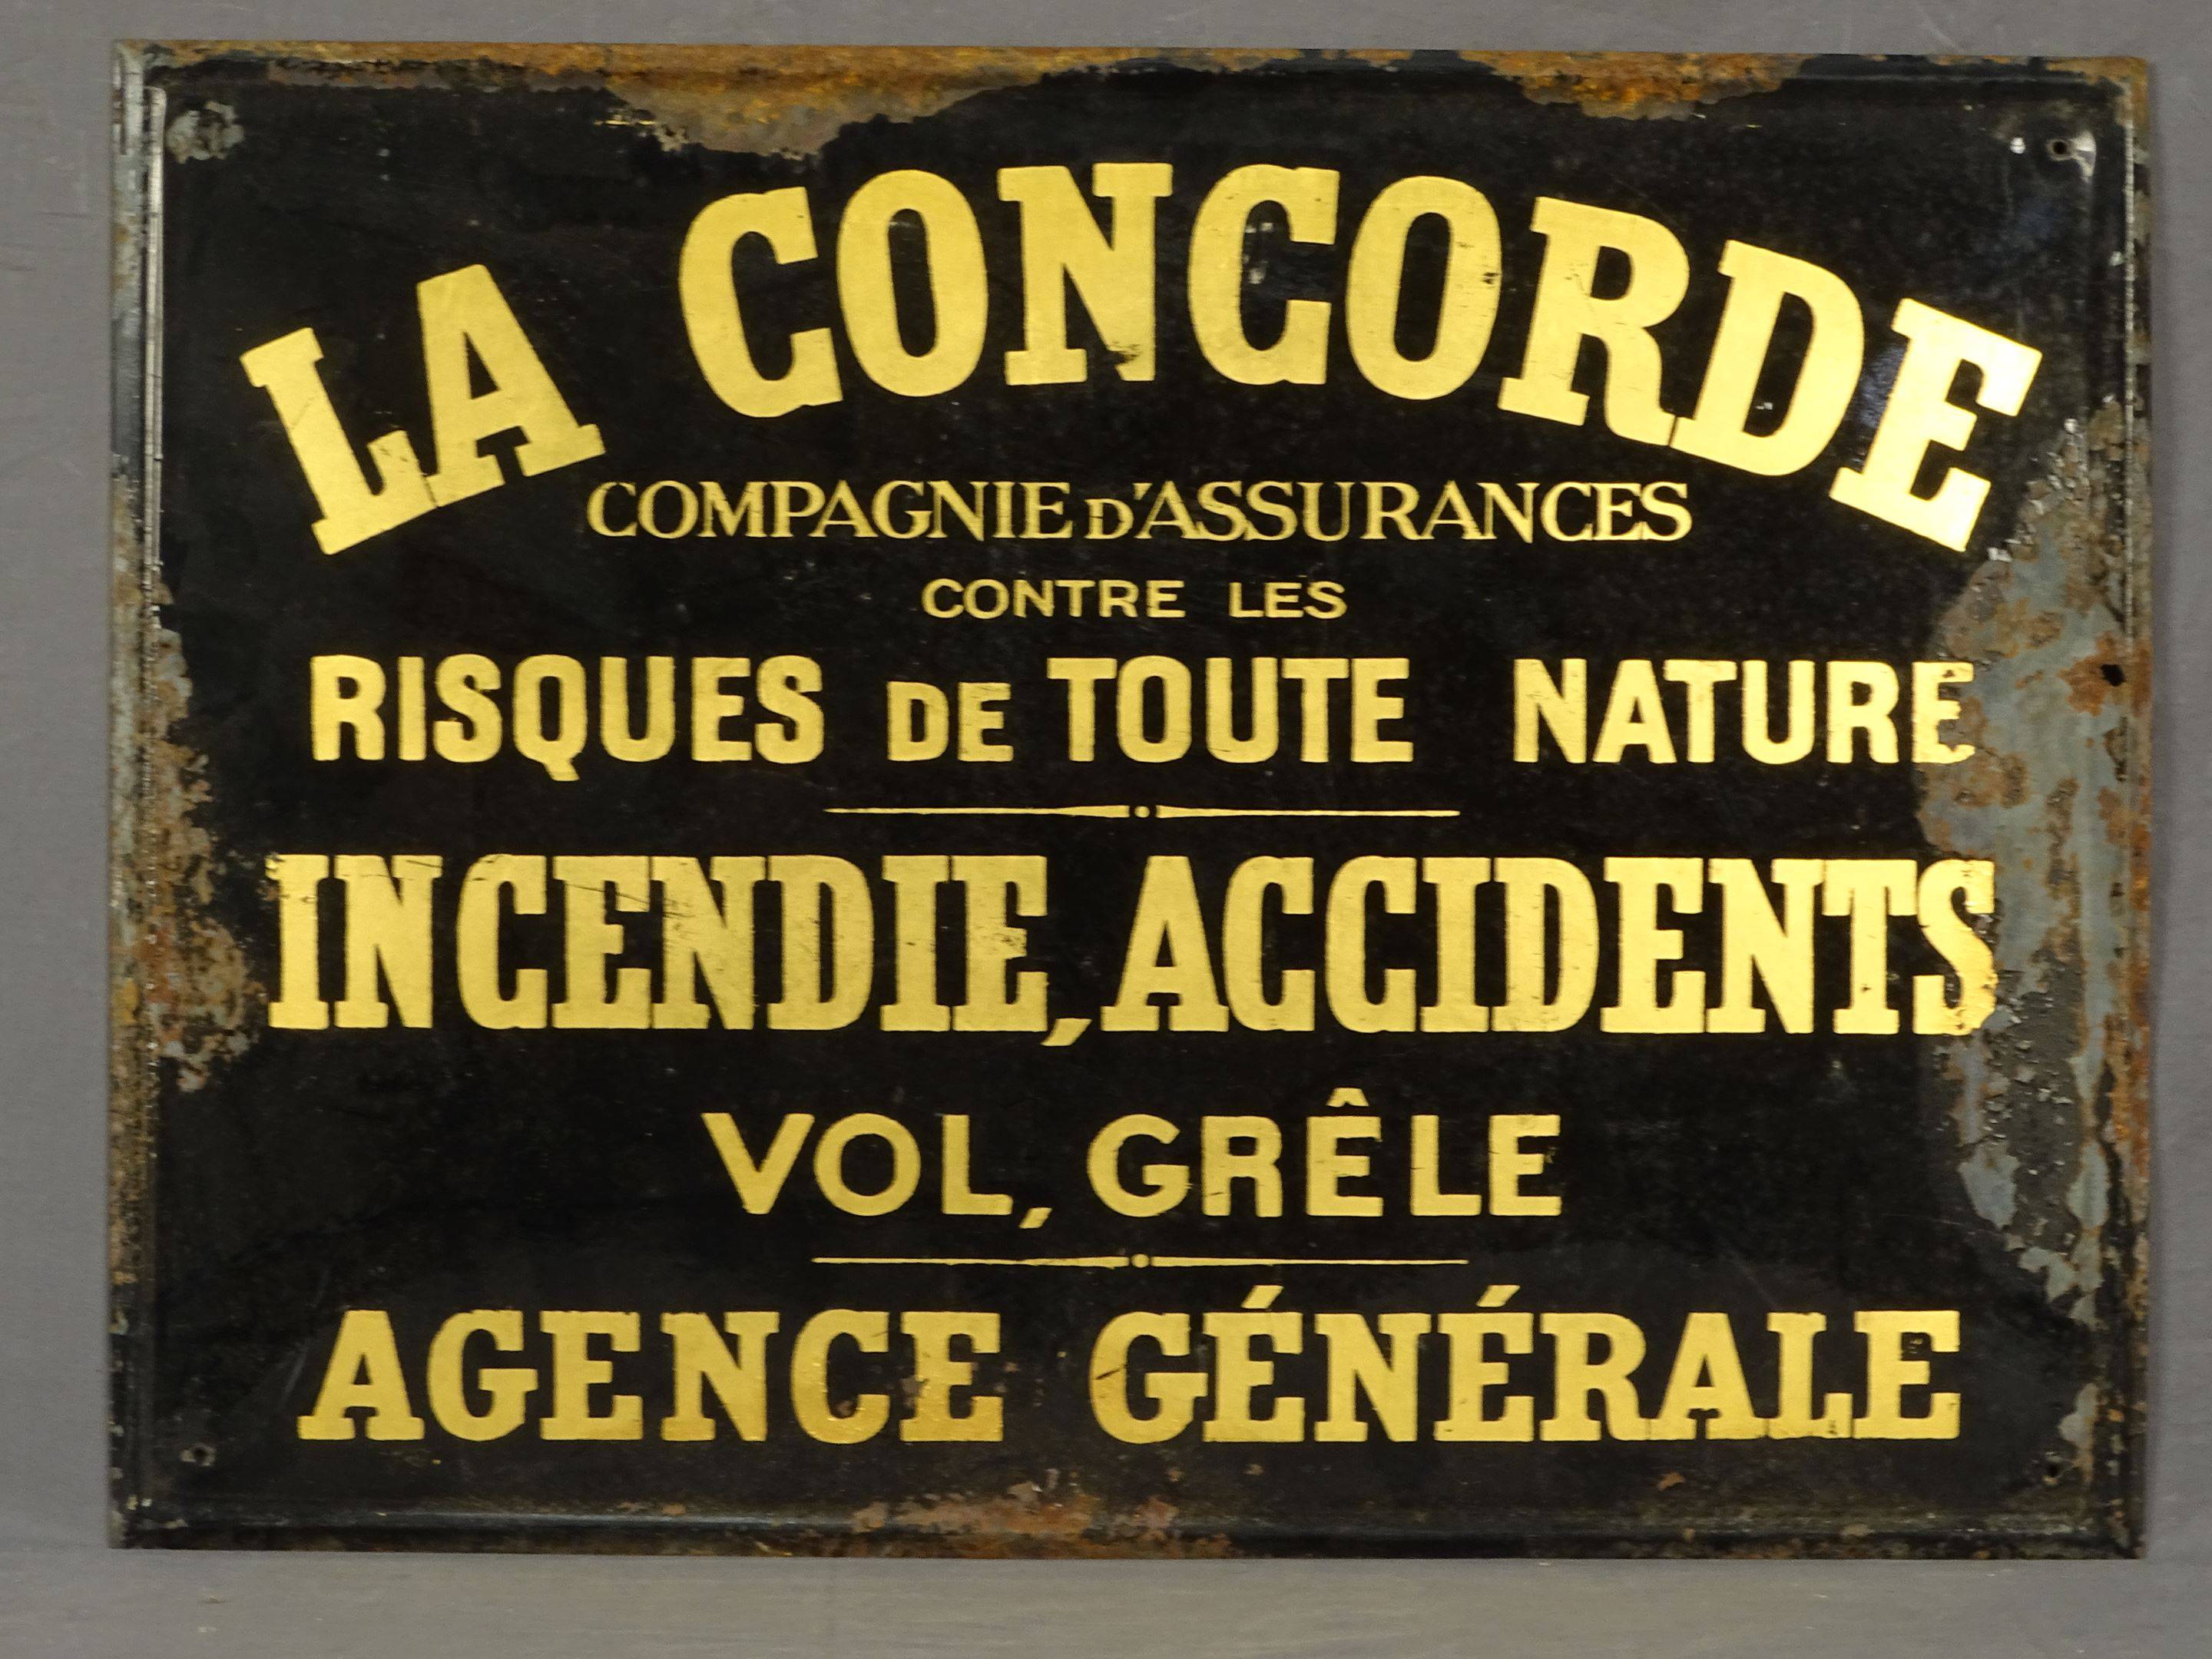 LA CONCORDE
COMPAGNIE D'ASSURANCES
CONTRE LES
RISQUES DE TOUTE NATURE
INCENDIE, ACCIDENTS
VOL, GRÊLE
AGENCE GÉNÉRALE